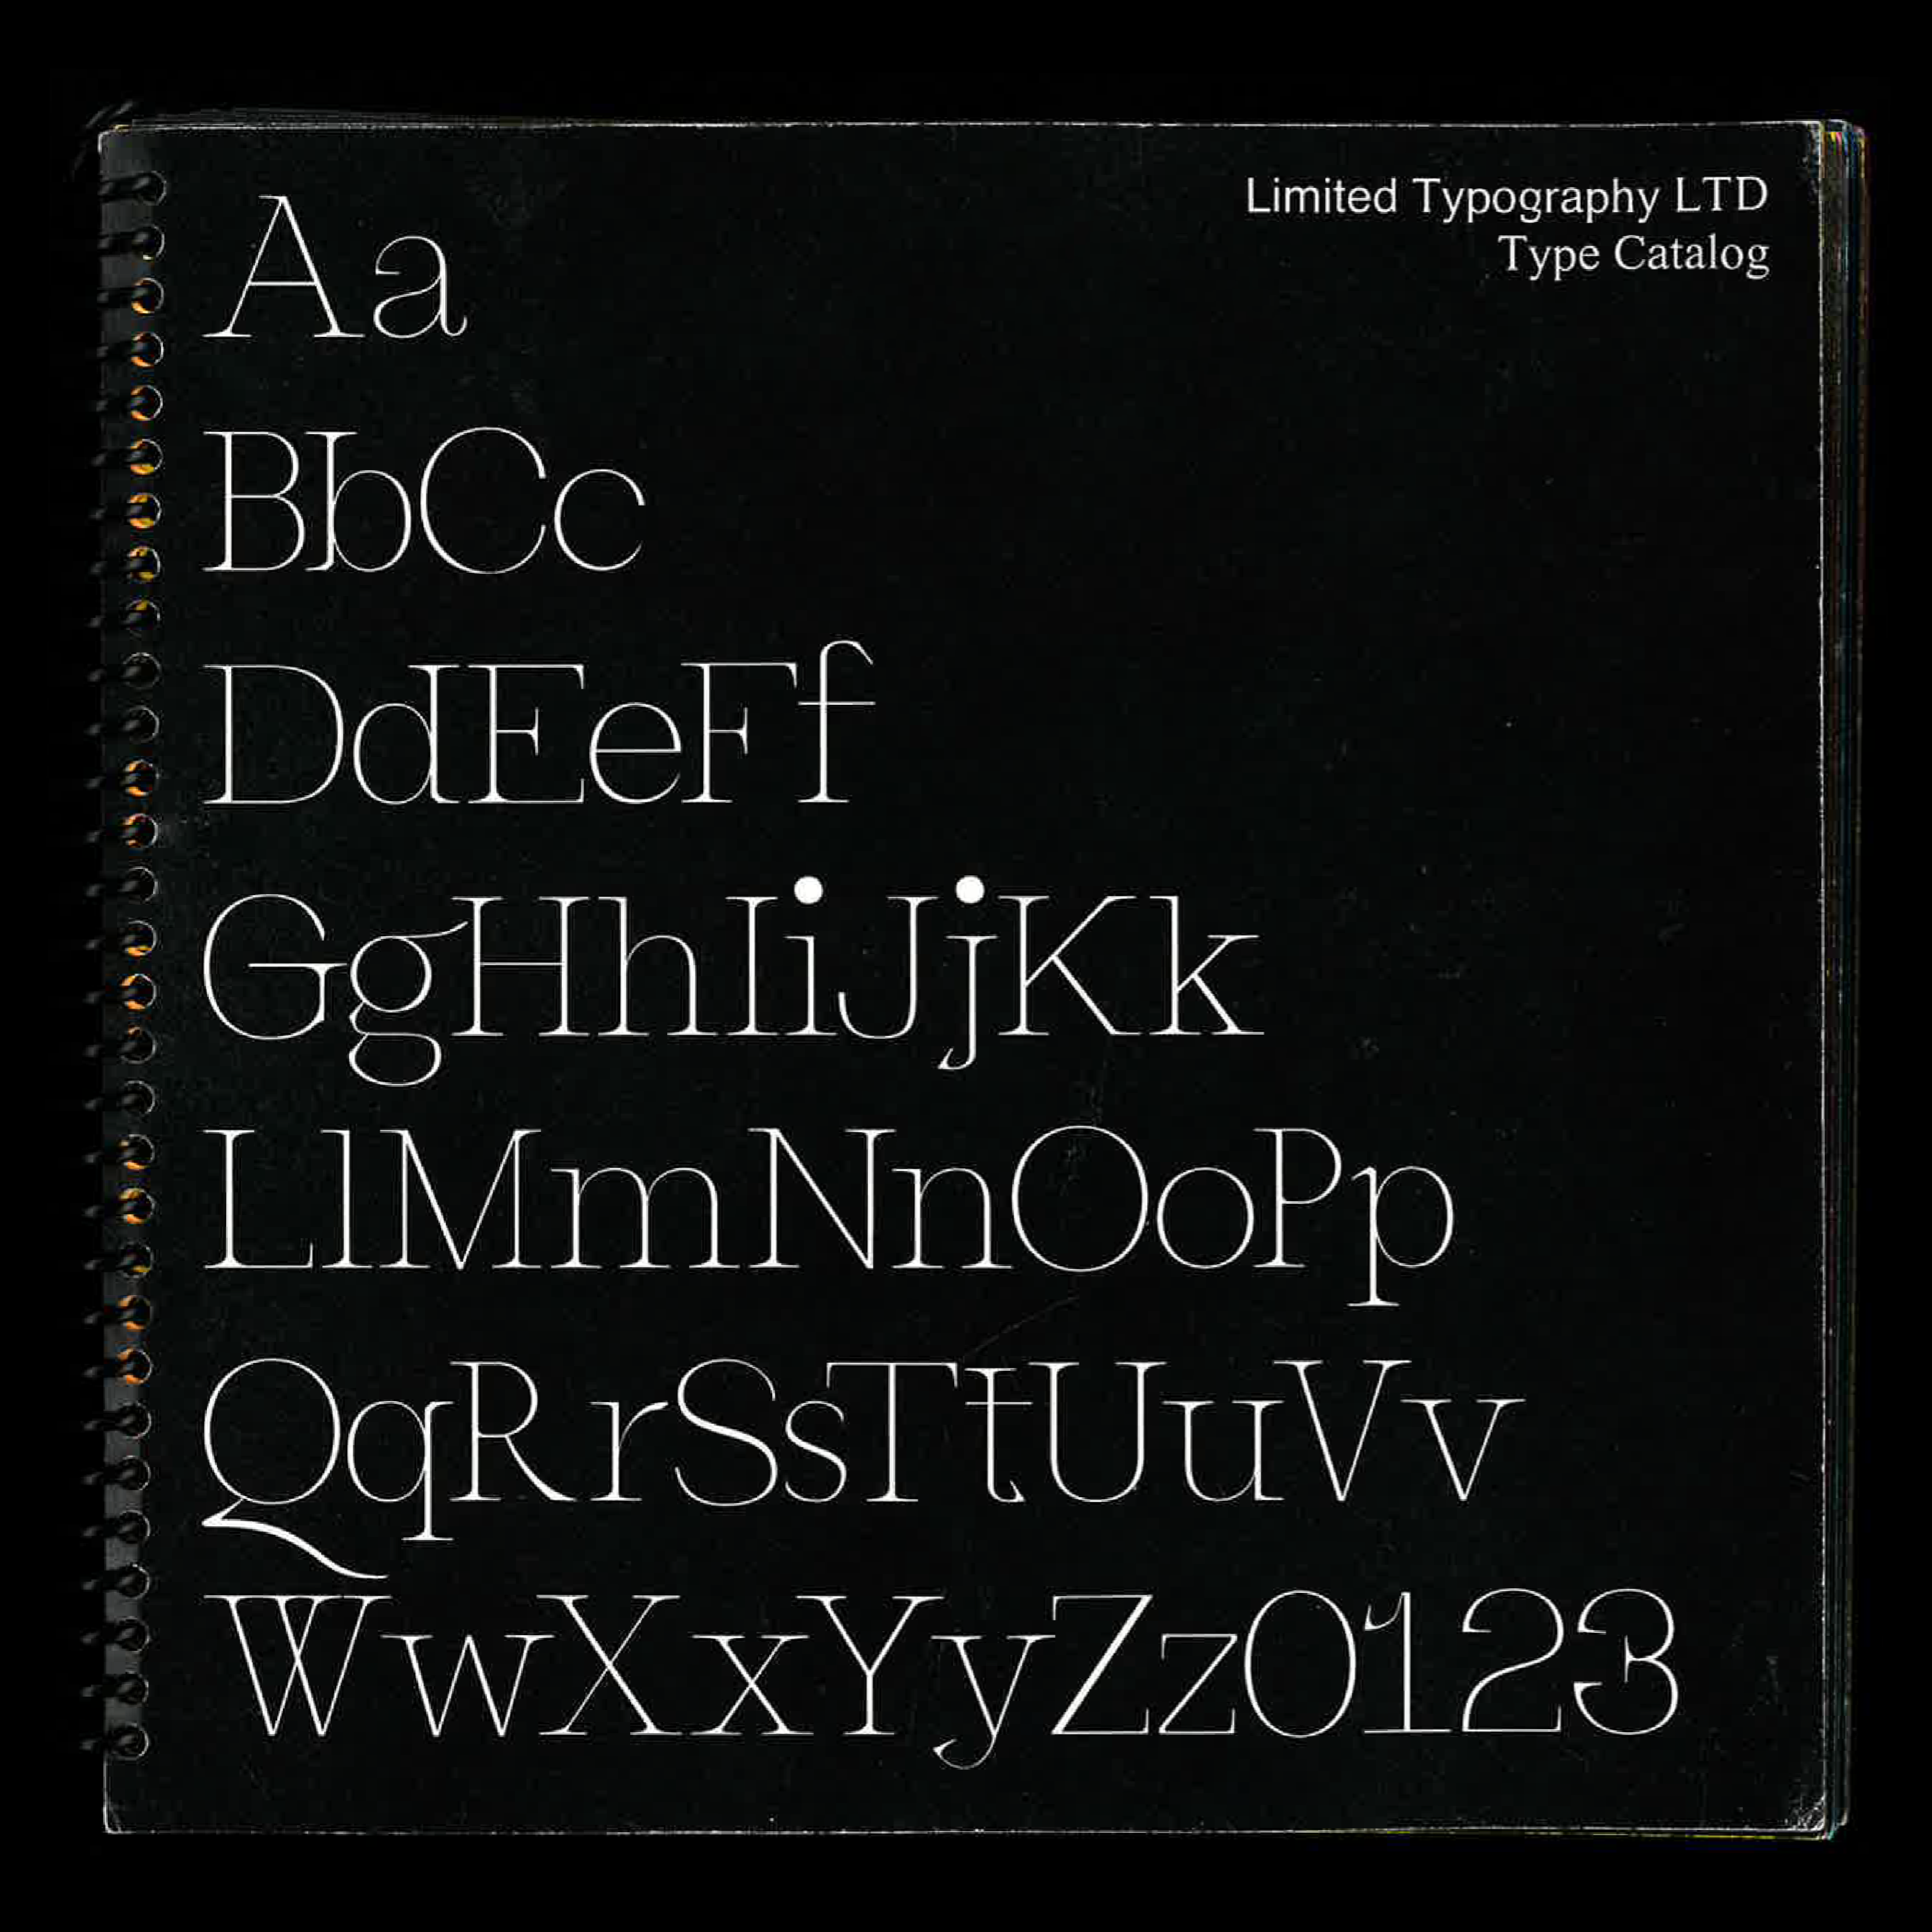 Limited Typography LTD
Type Catalog
Aa
BbCc
DdEeFf
GgHhIiJjKk
LlMmNnOoPp
QqRrSsTtUuVv
WwXxYyZz0123